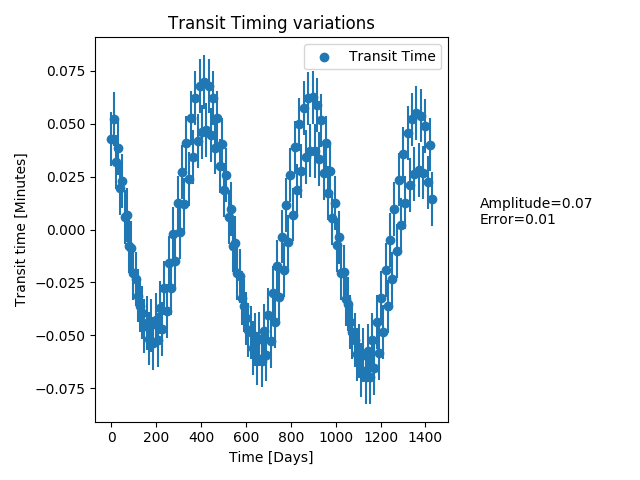 Transit Timing variations
Transit Time
0.075
0.050
0.025
0.000
−0.025
−0.050
−0.075
Transit time [Minutes]
0 200 400 600 800 1000 1200 1400
Time [Days]
Amplitude=0.07
Error=0.01